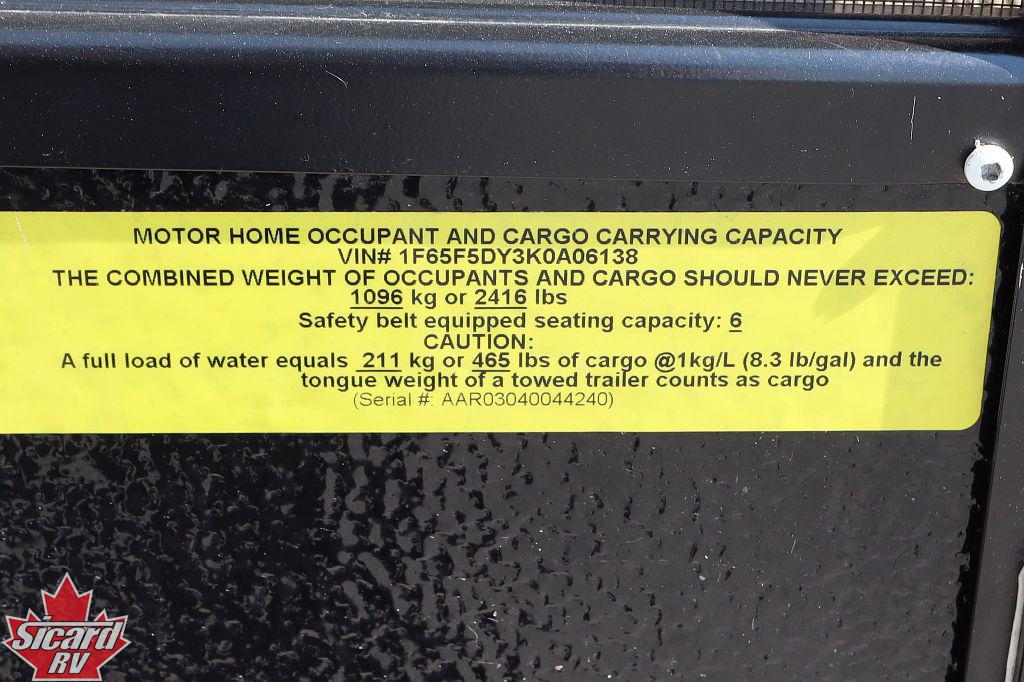 MOTOR HOME OCCUPANT AND CARGO CARRYING CAPACITY
VIN# 1F65F5DY3K0A06138
THE COMBINED WEIGHT OF OCCUPANTS AND CARGO SHOULD NEVER EXCEED:
1096 kg or 2416 lbs
Safety belt equipped seating capacity: 6
CAUTION:
A full load of water equals 211 kg or 465 lbs of cargo @1kg/L (8.3 lb/gal) and the
tongue weight of a towed trailer counts as cargo
(Serial #: AAR03040044240)
Sicard
RV